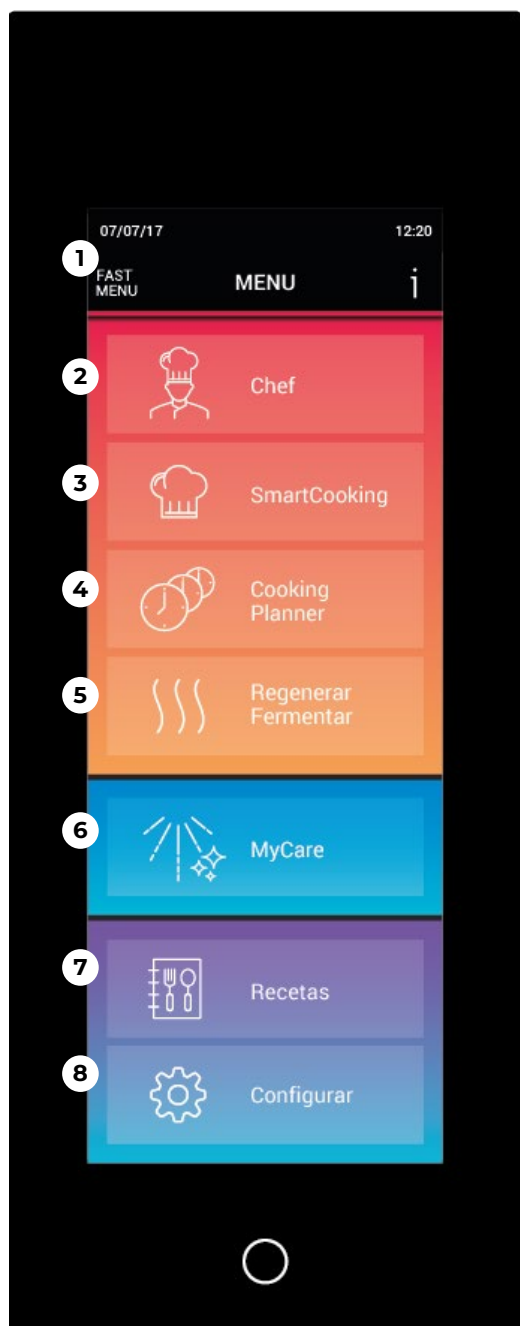 07/07/17 12:20
1
FAST
MENU
MENU
i
2
Chef
3
SmartCooking
4
Cooking
Planner
5
Regenerar
Fermentar
6
MyCare
7
Recetas
8
Configurar